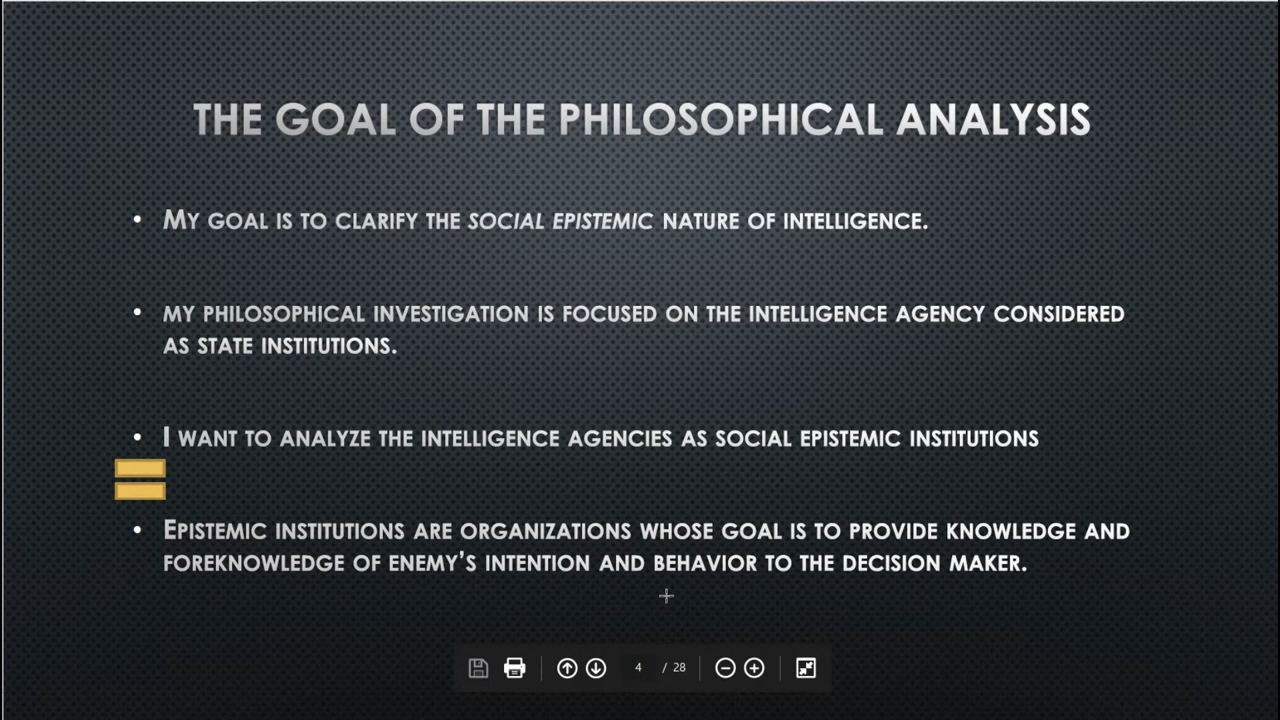 THE GOAL OF THE PHILOSOPHICAL ANALYSIS
• MY GOAL IS TO CLARIFY THE SOCIAL EPISTEMIC NATURE OF INTELLIGENCE.
• MY PHILOSOPHICAL INVESTIGATION IS FOCUSED ON THE INTELLIGENCE AGENCY CONSIDERED
AS STATE INSTITUTIONS.
• I WANT TO ANALYZE THE INTELLIGENCE AGENCIES AS SOCIAL EPISTEMIC INSTITUTIONS
• EPISTEMIC INSTITUTIONS ARE ORGANIZATIONS WHOSE GOAL IS TO PROVIDE KNOWLEDGE AND
FOREKNOWLEDGE OF ENEMY'S INTENTION AND BEHAVIOR TO THE DECISION MAKER.
4 / 28